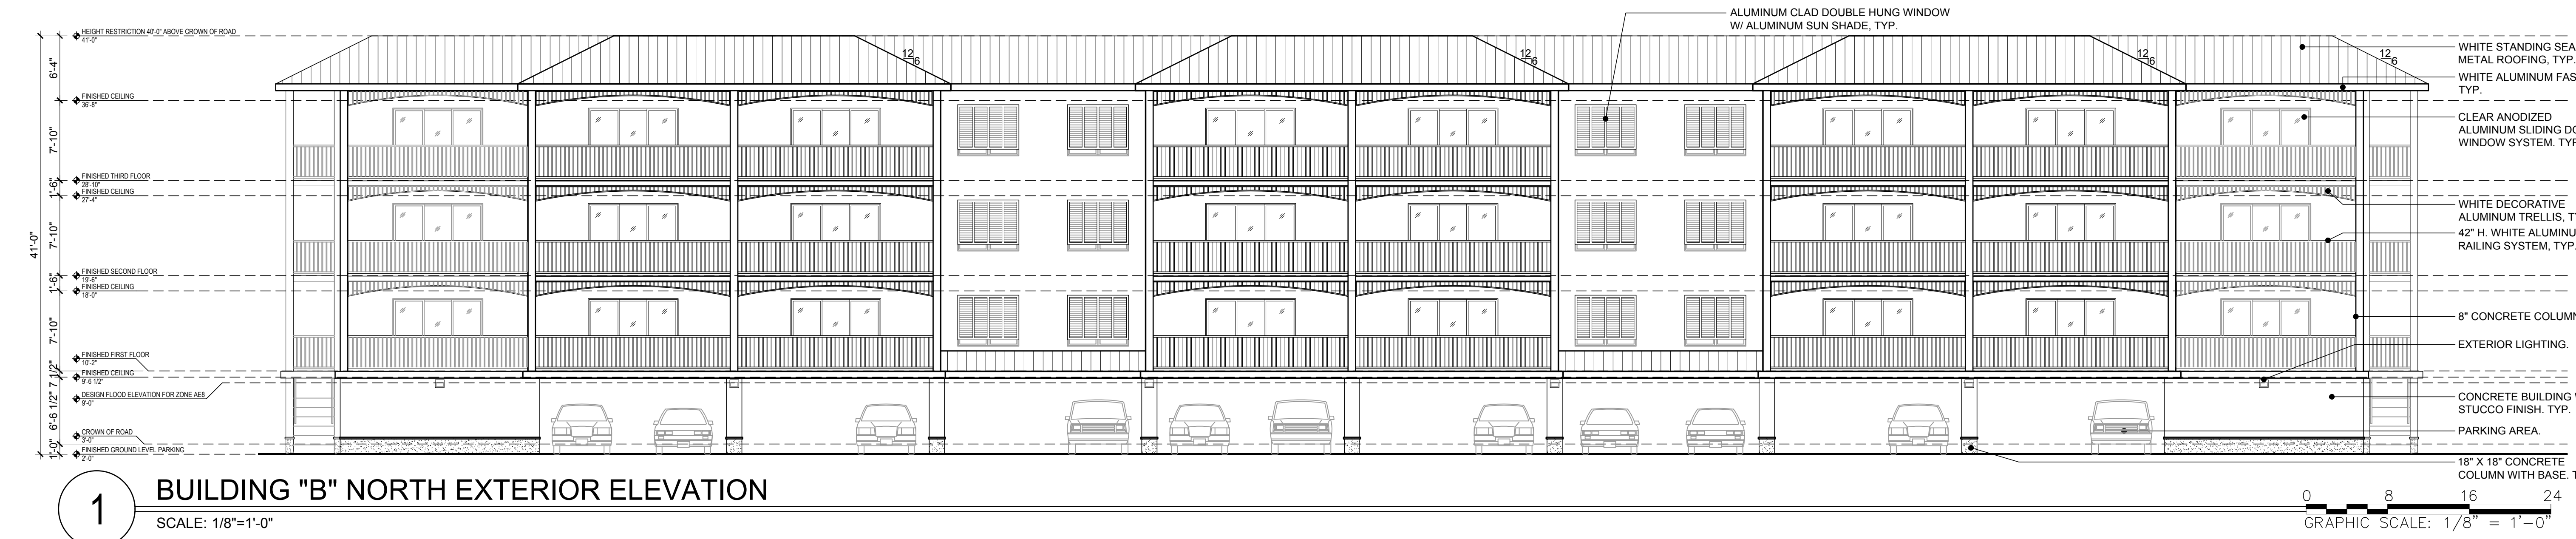 ALUMINUM CLAD DOUBLE HUNG WINDOW
W/ ALUMINUM SUN SHADE, TYP.
HEIGHT RESTRICTION 40'-0" ABOVE CROWN OF ROAD
41'-0"
6'-4"
FINISHED CEILING
36'-8"
7'-10"
FINISHED THIRD FLOOR
28'-10"
1'-6"
FINISHED CEILING
27'-4"
7'-10"
41'-0"
FINISHED SECOND FLOOR
19'-6"
1'-6"
FINISHED CEILING
18'-0"
7'-10"
FINISHED FIRST FLOOR
10'-2"
7 1/2"
FINISHED CEILING
9'-6 1/2"
6'-6 1/2"
DESIGN FLOOD ELEVATION FOR ZONE AE8
9'-0"
CROWN OF ROAD
3'-0"
1'-0"
FINISHED GROUND LEVEL PARKING
2'-0"
12
6
12
6
12
6
12
6
WHITE STANDING SEA
METAL ROOFING, TYP.
WHITE ALUMINUM FAS
TYP.
CLEAR ANODIZED
ALUMINUM SLIDING DO
WINDOW SYSTEM. TYP
WHITE DECORATIVE
ALUMINUM TRELLIS, TY
42" H. WHITE ALUMINU
RAILING SYSTEM, TYP.
8" CONCRETE COLUMN
EXTERIOR LIGHTING.
CONCRETE BUILDING W
STUCCO FINISH. TYP.
PARKING AREA.
18" X 18" CONCRETE
COLUMN WITH BASE. T
1
BUILDING "B" NORTH EXTERIOR ELEVATION
SCALE: 1/8"=1'-0"
0 8 16 24
GRAPHIC SCALE: 1/8" = 1'-0"